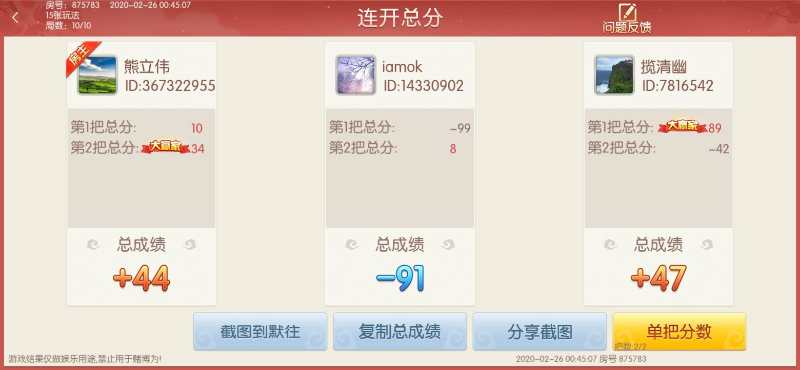 房号：875783 2020-02-26 00:45:07
15张玩法
局数：10/10
连开总分
问题反馈
房主
熊立伟
ID:367322955
第1把总分: 10
第2把总分: 大赢家 34
总成绩
+44
iamok
ID:14330902
第1把总分: -99
第2把总分: 8
总成绩
-91
揽清幽
ID:7816542
第1把总分: 大赢家 89
第2把总分: -42
总成绩
+47
截图到默往
复制总成绩
分享截图
单把分数
把数:2/2
游戏结果仅做娱乐用途,禁止用于赌博为!
2020-02-26 00:45:07 房号 875783